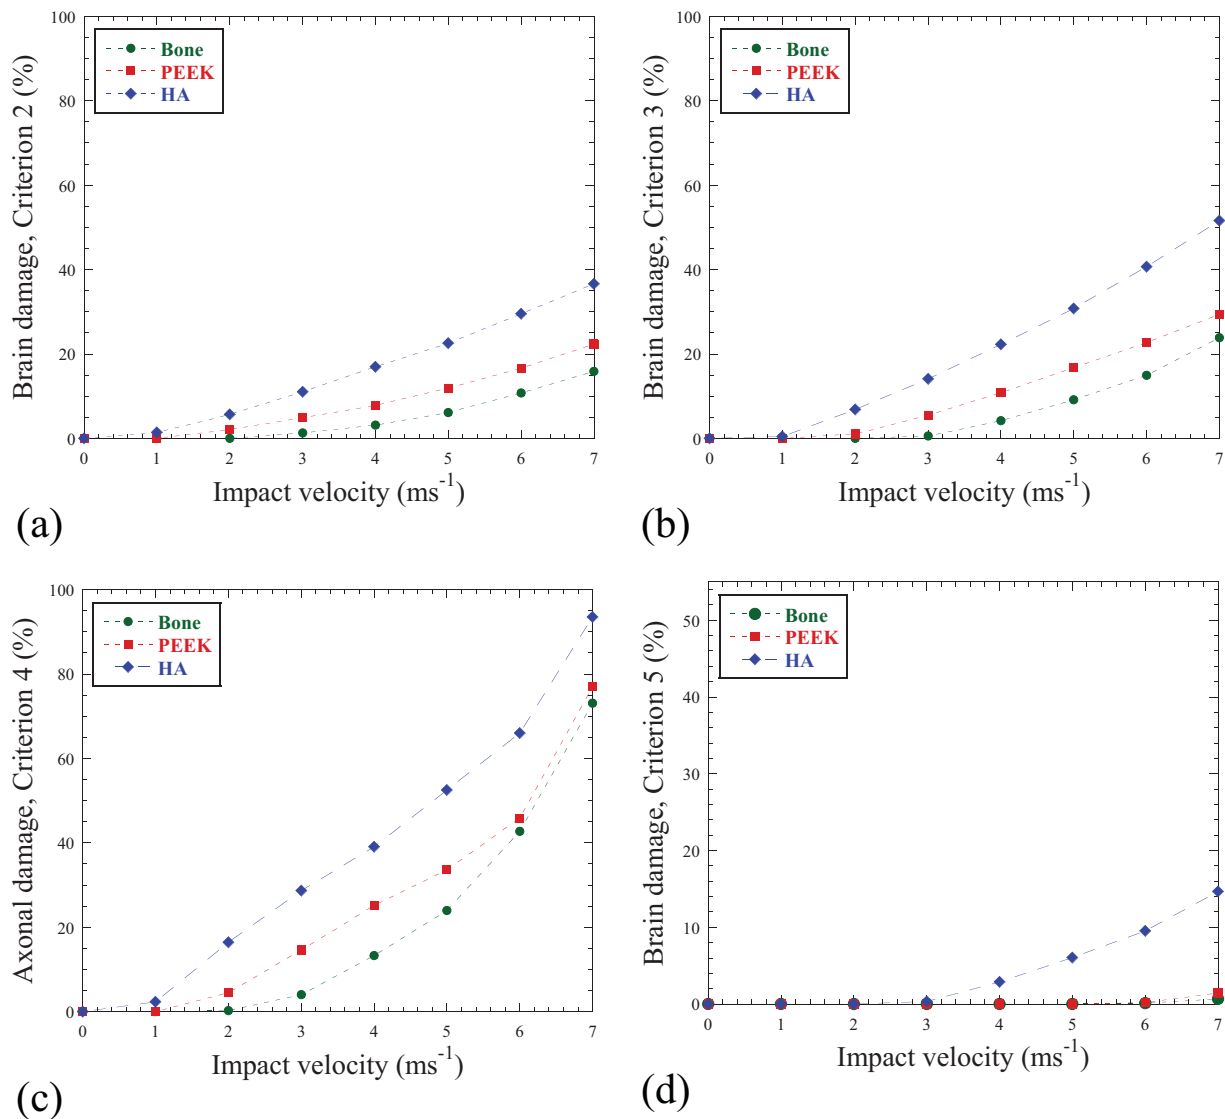 Brain damage, Criterion 2 (%)
100
80
60
40
20
0
Bone
PEEK
HA
0 1 2 3 4 5 6 7
Impact velocity (ms⁻¹)
(a)
Brain damage, Criterion 3 (%)
100
80
60
40
20
0
Bone
PEEK
HA
0 1 2 3 4 5 6 7
Impact velocity (ms⁻¹)
(b)
Axonal damage, Criterion 4 (%)
100
80
60
40
20
0
Bone
PEEK
HA
0 1 2 3 4 5 6 7
Impact velocity (ms⁻¹)
(c)
Brain damage, Criterion 5 (%)
50
40
30
20
10
0
Bone
PEEK
HA
0 1 2 3 4 5 6 7
Impact velocity (ms⁻¹)
(d)